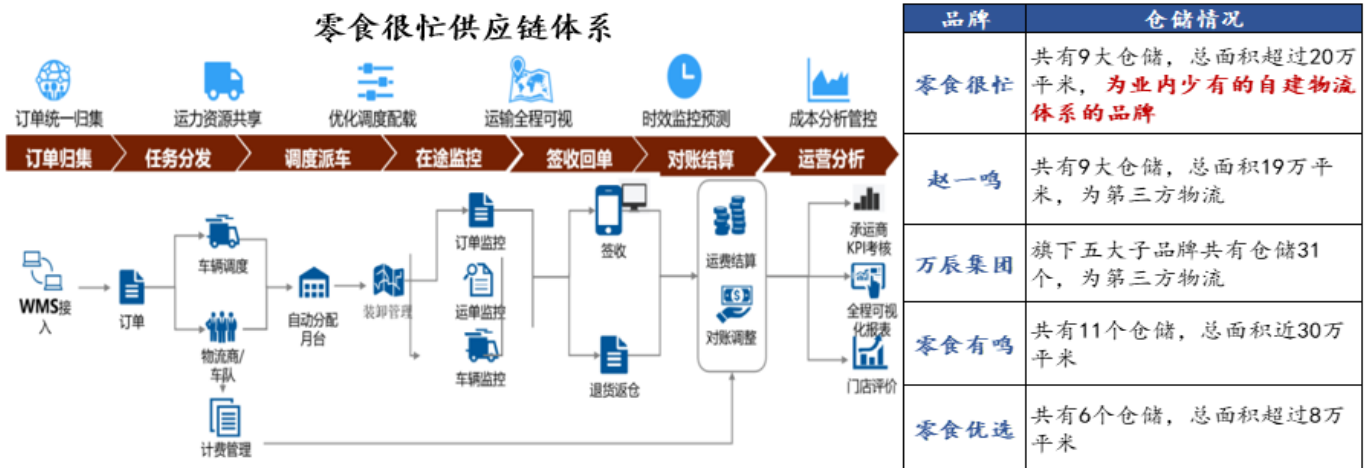 零食很忙供应链体系
订单统一归集
运力资源共享
优化调度配载
运输全程可视
时效监控预测
成本分析管控
订单归集
任务分发
调度派车
在途监控
签收回单
对账结算
运营分析
WMS接
入
订单
车辆调度
物流商/
车队
计费管理
自动分配
月台
装卸管理
订单监控
运单监控
车辆监控
签收
退货返仓
运费结算
对账调整
承运商
KPI考核
全程可视
化报表
门店评价
品牌
仓储情况
零食很忙
共有9大仓储，总面积超过20万
平米，为业内少有的自建物流
体系的品牌
赵一鸣
共有9大仓储，总面积19万平
米，为第三方物流
万辰集团
旗下五大子品牌共有仓储31
个，为第三方物流
零食有鸣
共有11个仓储，总面积近30万
平米
零食优选
共有6个仓储，总面积超过8万
平米